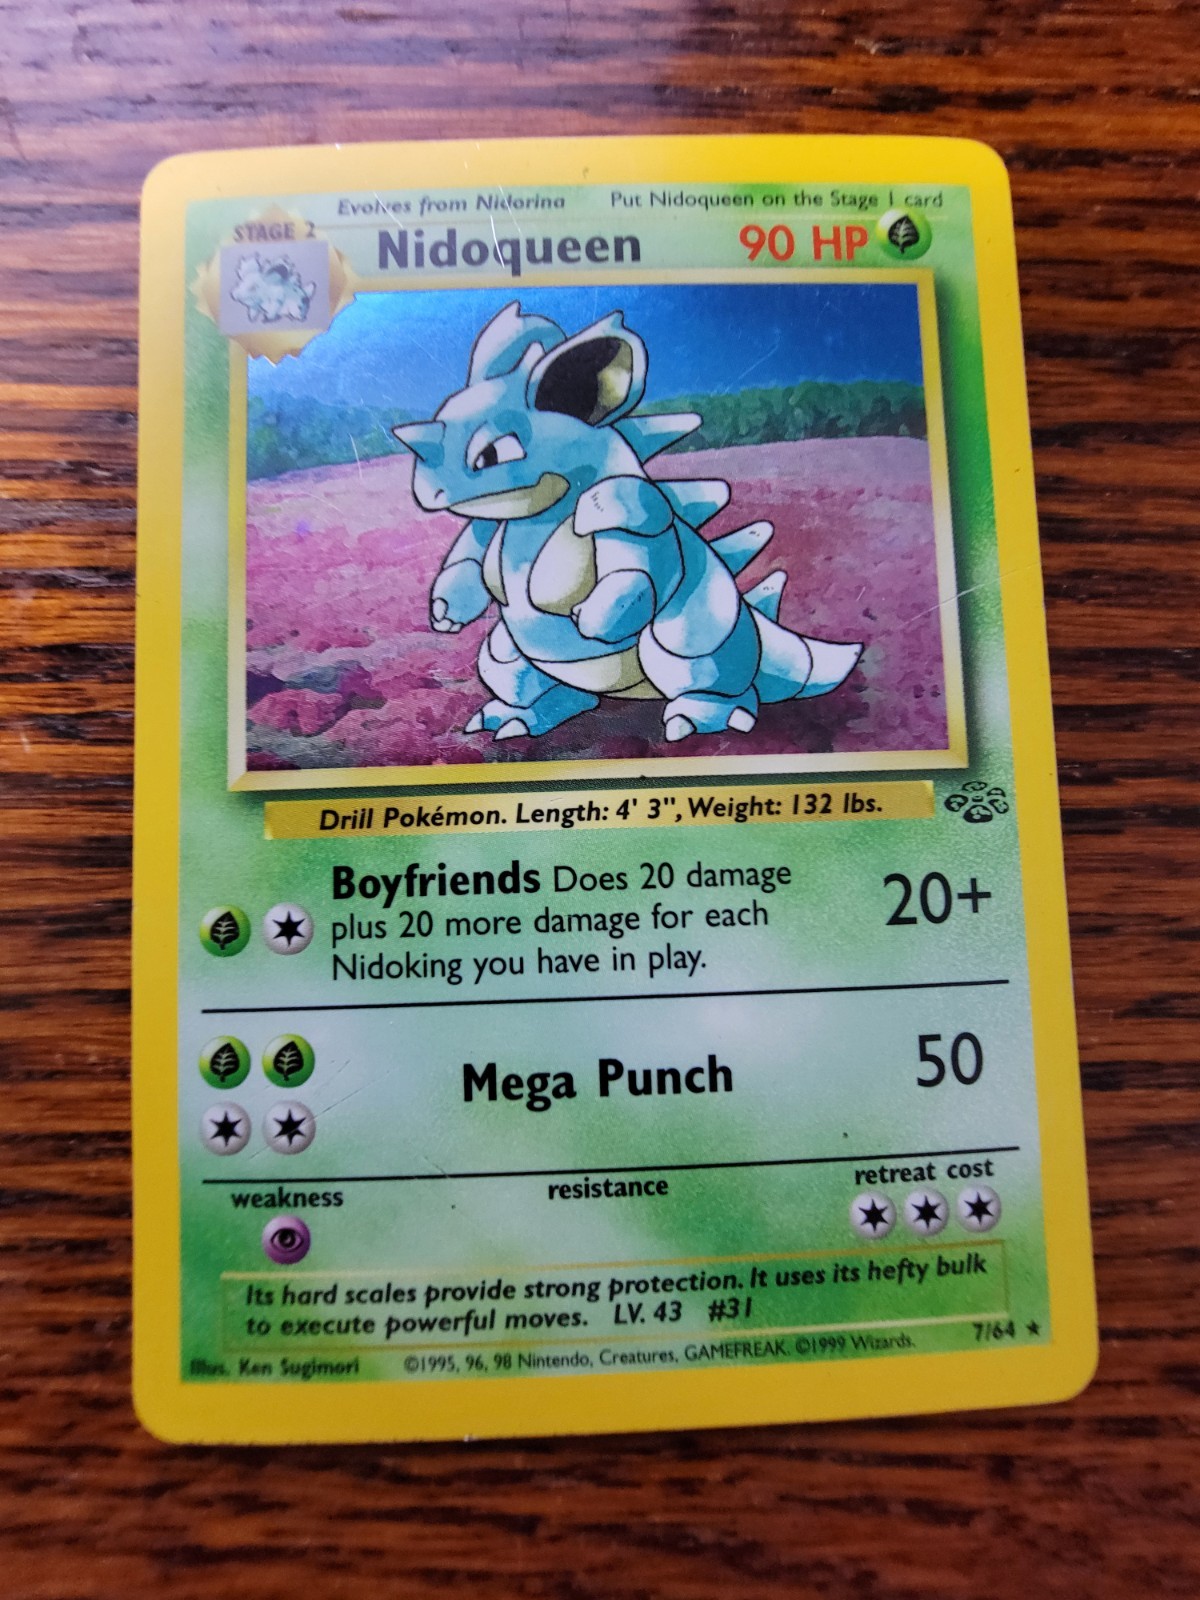 Evolves from Nidorina    Put Nidoqueen on the Stage 1 card
STAGE 2
Nidoqueen    90 HP
Drill Pokémon. Length: 4' 3", Weight: 132 lbs.
Boyfriends Does 20 damage
plus 20 more damage for each
Nidoking you have in play.
20+
Mega Punch    50
weakness    resistance    retreat cost
Its hard scales provide strong protection. It uses its hefty bulk
to execute powerful moves.   LV. 43   #31
Illus. Ken Sugimori    ©1995, 96, 98 Nintendo, Creatures, GAMEFREAK. ©1999 Wizards.    7/64 ★